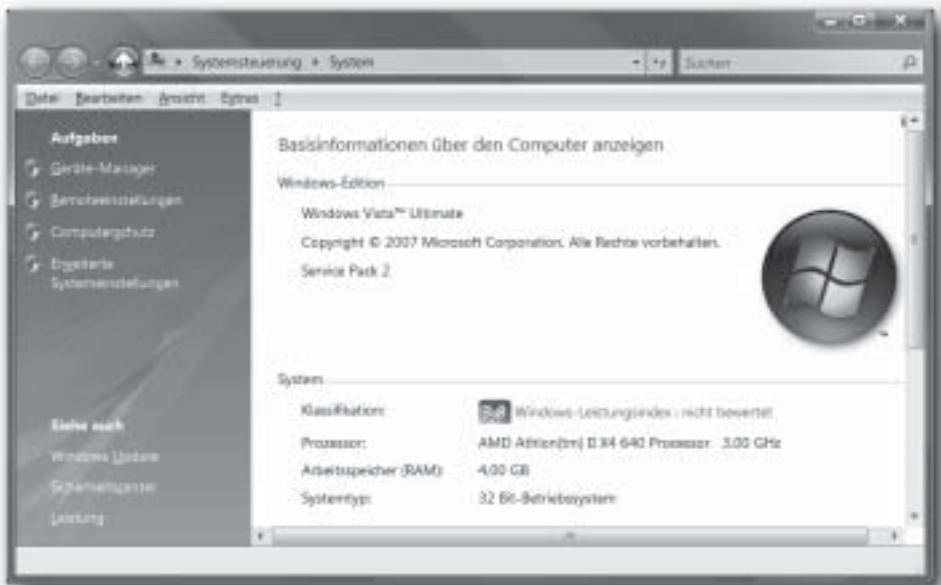 Systemsteuerung ▸ System
Suchen
Datei Bearbeiten Ansicht Extras ?
Aufgaben
Geräte-Manager
Remoteeinstellungen
Computerschutz
Erweiterte
Systemeinstellungen
Basisinformationen über den Computer anzeigen
Windows-Edition
Windows Vista™ Ultimate
Copyright © 2007 Microsoft Corporation. Alle Rechte vorbehalten.
Service Pack 2
System
Klassifikation:
Windows-Leistungsindex: nicht bewertet
Prozessor: AMD Athlon(tm) II X4 640 Processor 3,00 GHz
Arbeitsspeicher (RAM): 4,00 GB
Systemtyp: 32 Bit-Betriebssystem
Siehe auch
Windows Update
Sicherheitscenter
Leistung